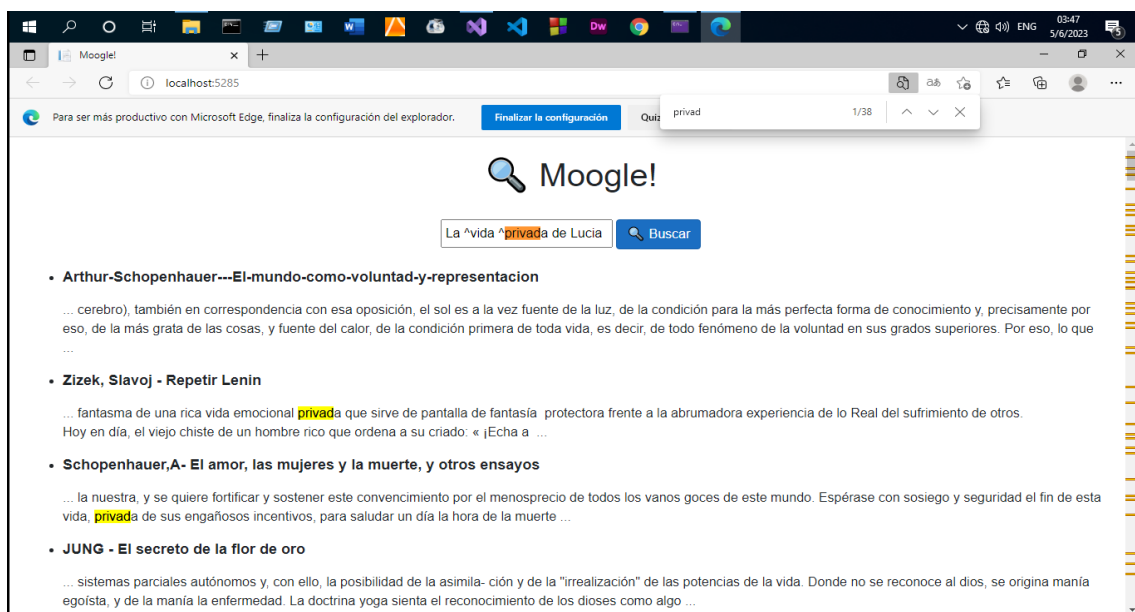 03:47
ENG
5/6/2023
5
Moogle!
localhost:5285
Para ser más productivo con Microsoft Edge, finaliza la configuración del explorador.
Finalizar la configuración
Quiz
privad
1/38
Moogle!
La ^vida ^privada de Lucia
Buscar
• Arthur-Schopenhauer---El-mundo-como-voluntad-y-representacion
... cerebro), también en correspondencia con esa oposición, el sol es a la vez fuente de la luz, de la condición para la más perfecta forma de conocimiento y, precisamente por
eso, de la más grata de las cosas, y fuente del calor, de la condición primera de toda vida, es decir, de todo fenómeno de la voluntad en sus grados superiores. Por eso, lo que
...
• Zizek, Slavoj - Repetir Lenin
... fantasma de una rica vida emocional privada que sirve de pantalla de fantasía protectora frente a la abrumadora experiencia de lo Real del sufrimiento de otros.
Hoy en día, el viejo chiste de un hombre rico que ordena a su criado: « ¡Echa a ...
• Schopenhauer,A- El amor, las mujeres y la muerte, y otros ensayos
... la nuestra, y se quiere fortificar y sostener este convencimiento por el menosprecio de todos los vanos goces de este mundo. Espérase con sosiego y seguridad el fin de esta
vida, privada de sus engañosos incentivos, para saludar un día la hora de la muerte ...
• JUNG - El secreto de la flor de oro
... sistemas parciales autónomos y, con ello, la posibilidad de la asimila- ción y de la "irrealización" de las potencias de la vida. Donde no se reconoce al dios, se origina manía
egoísta, y de la manía la enfermedad. La doctrina yoga sienta el reconocimiento de los dioses como algo ...